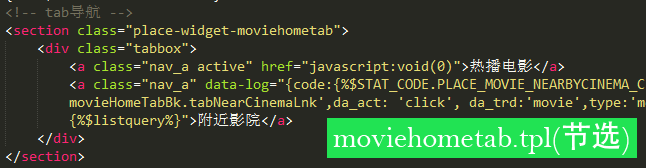 <!-- tab导航 -->
<section class="place-widget-moviehometab">
<div class="tabbox">
<a class="nav_a active" href="javascript:void(0)">热播电影</a>
<a class="nav_a" data-log="{code:{%$STAT_CODE.PLACE_MOVIE_NEARBYCINEMA_C
movieHomeTabBk.tabNearCinemaLnk',da_act: 'click', da_trd:'movie',type:'m
{%$listquery%}">附近影院</a>
</div>
</section>
moviehometab.tpl(节选)